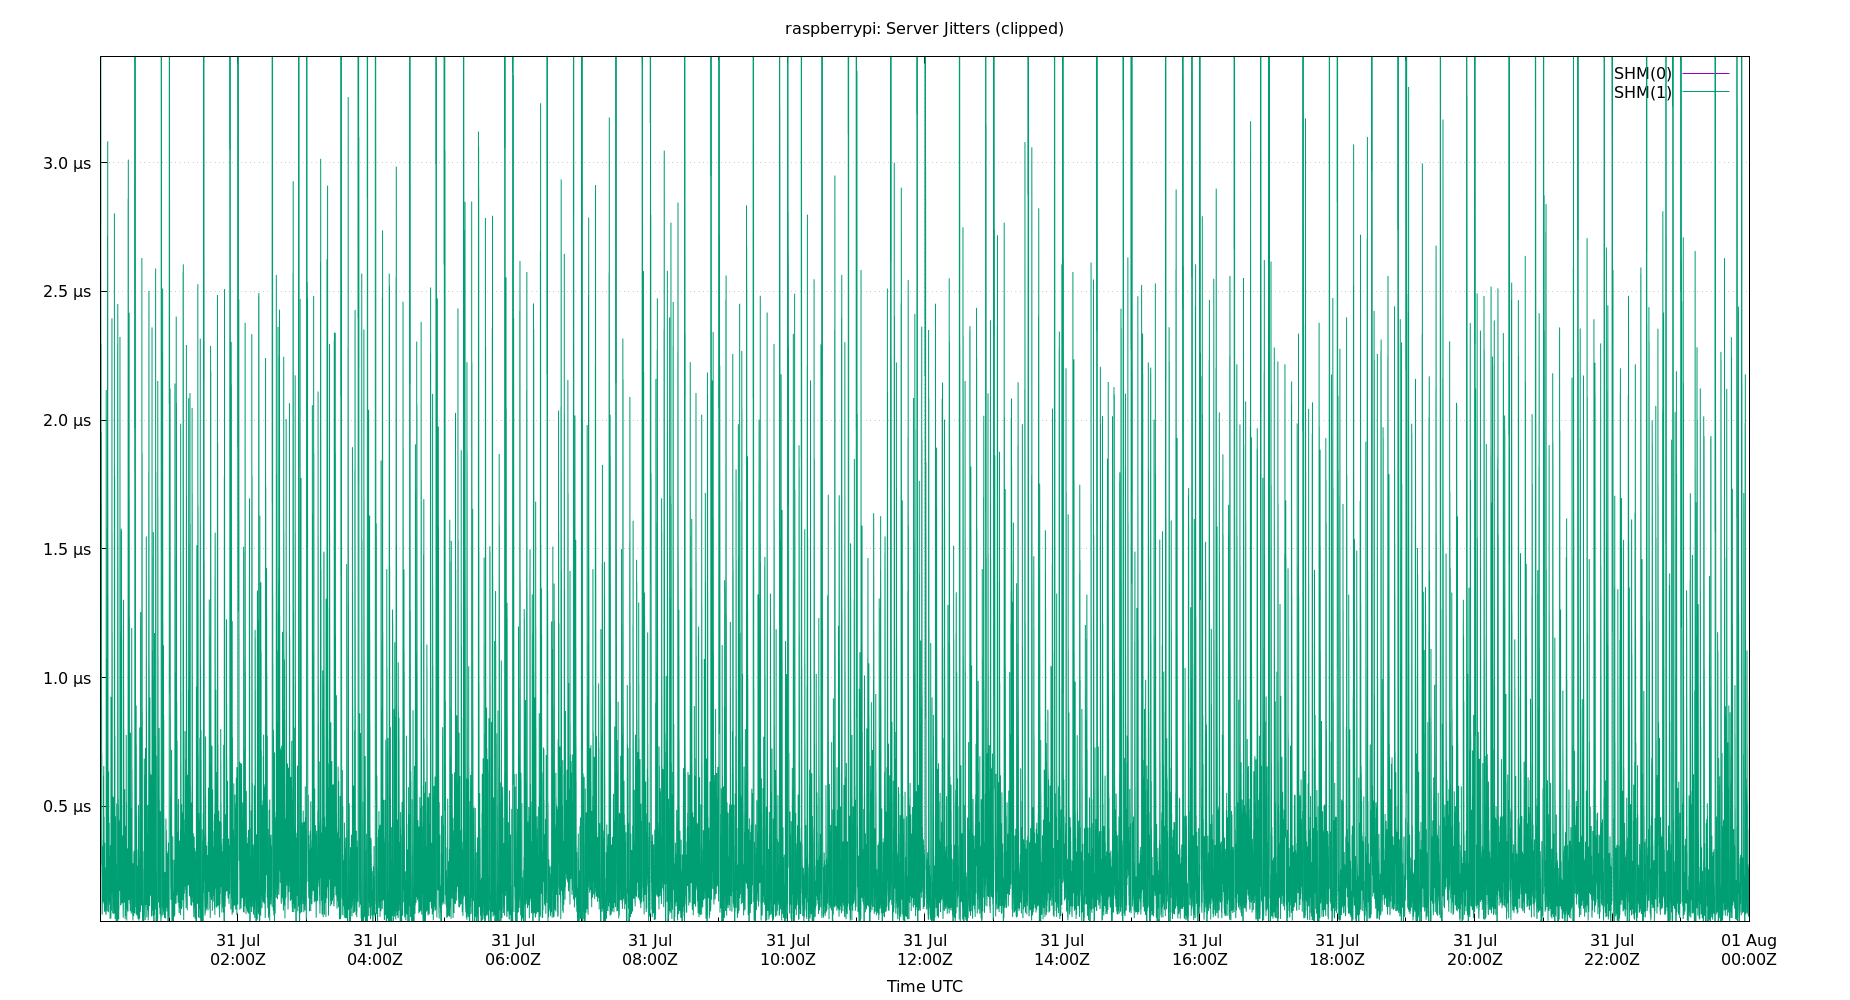 raspberrypi: Server Jitters (clipped)
SHM(0)
SHM(1)
3.0 µs
2.5 µs
2.0 µs
1.5 µs
1.0 µs
0.5 µs
31 Jul 31 Jul 31 Jul 31 Jul 31 Jul 31 Jul 31 Jul 31 Jul 31 Jul 31 Jul 31 Jul 01 Aug
02:00Z 04:00Z 06:00Z 08:00Z 10:00Z 12:00Z 14:00Z 16:00Z 18:00Z 20:00Z 22:00Z 00:00Z
Time UTC